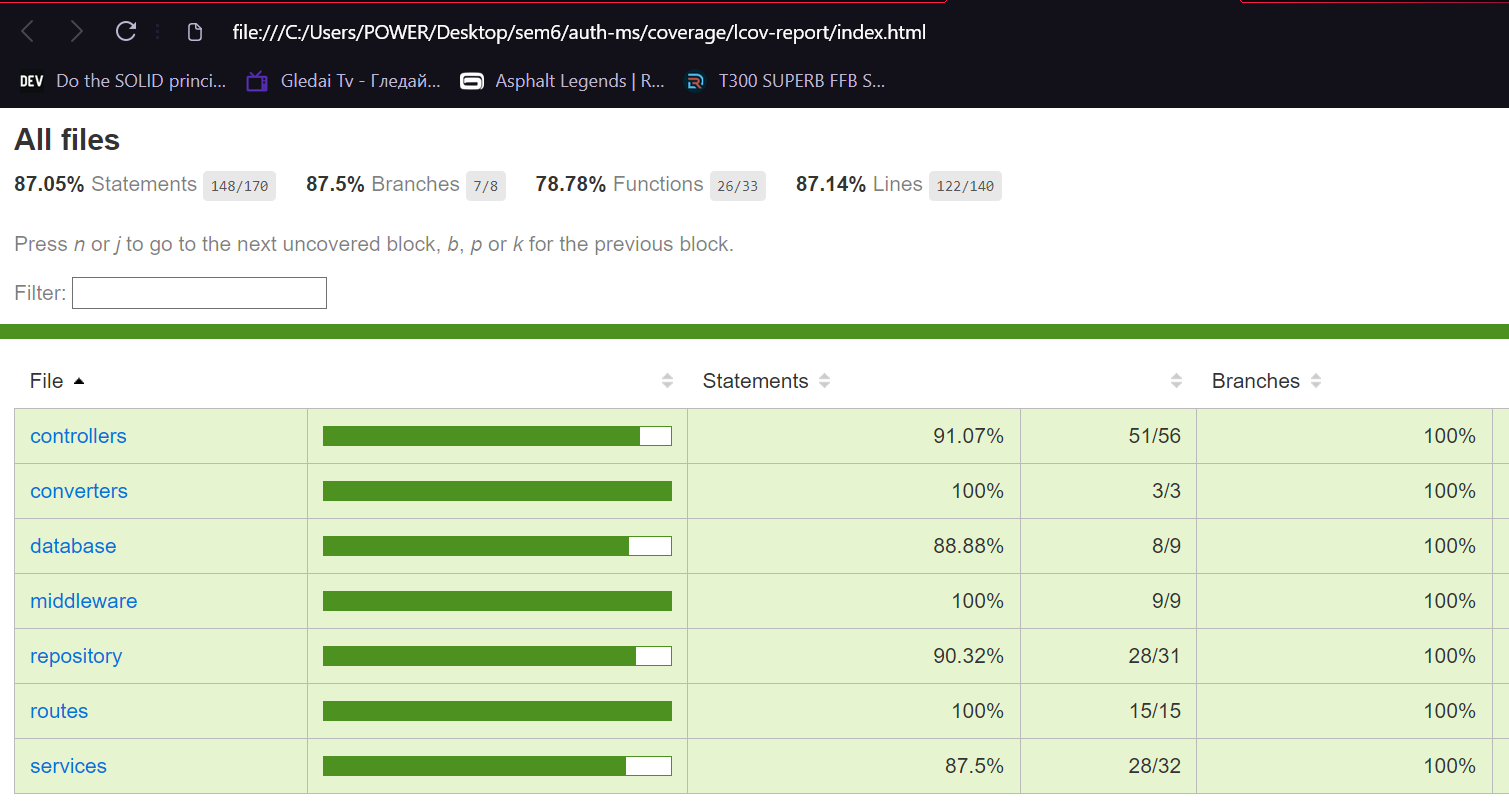 file:///C:/Users/POWER/Desktop/sem6/auth-ms/coverage/lcov-report/index.html
DEV Do the SOLID princi... Gledai Tv - Гледай... Asphalt Legends | R... T300 SUPERB FFB S...
All files
87.05% Statements 148/170 87.5% Branches 7/8 78.78% Functions 26/33 87.14% Lines 122/140
Press n or j to go to the next uncovered block, b, p or k for the previous block.
Filter:
File Statements Branches
controllers 91.07% 51/56 100%
converters 100% 3/3 100%
database 88.88% 8/9 100%
middleware 100% 9/9 100%
repository 90.32% 28/31 100%
routes 100% 15/15 100%
services 87.5% 28/32 100%